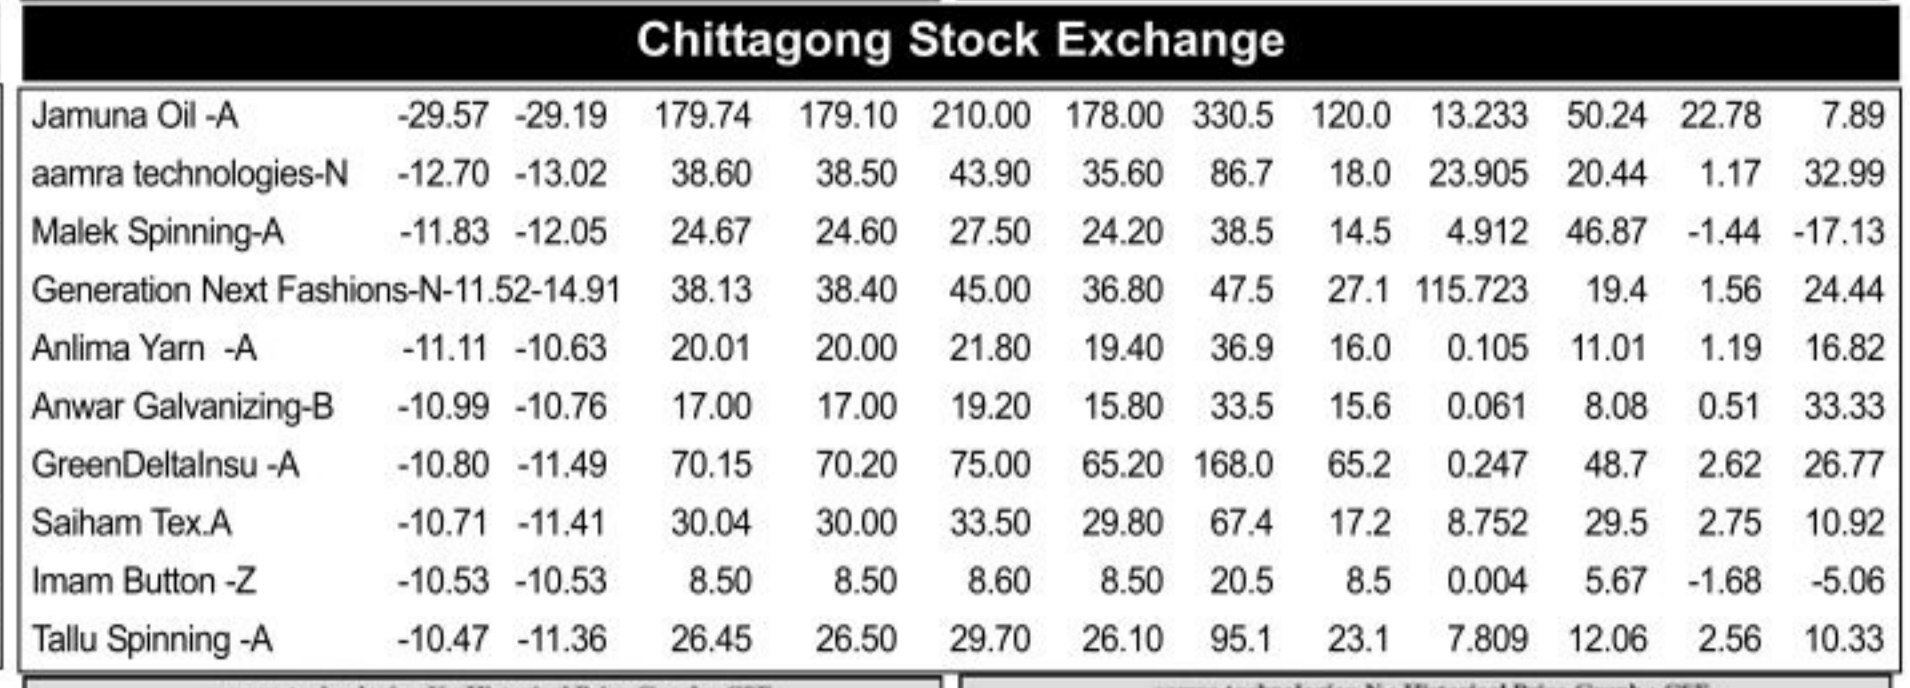 Chittagong Stock Exchange
Jamuna Oil -A -29.57 -29.19 179.74 179.10 210.00 178.00 330.5 120.0 13.233 50.24 22.78 7.89
aamra technologies-N -12.70 -13.02 38.60 38.50 43.90 35.60 86.7 18.0 23.905 20.44 1.17 32.99
Malek Spinning-A -11.83 -12.05 24.67 24.60 27.50 24.20 38.5 14.5 4.912 46.87 -1.44 -17.13
Generation Next Fashions-N-11.52-14.91 38.13 38.40 45.00 36.80 47.5 27.1 115.723 19.4 1.56 24.44
Anlima Yarn -A -11.11 -10.63 20.01 20.00 21.80 19.40 36.9 16.0 0.105 11.01 1.19 16.82
Anwar Galvanizing-B -10.99 -10.76 17.00 17.00 19.20 15.80 33.5 15.6 0.061 8.08 0.51 33.33
GreenDeltaInsu -A -10.80 -11.49 70.15 70.20 75.00 65.20 168.0 65.2 0.247 48.7 2.62 26.77
Saiham Tex.A -10.71 -11.41 30.04 30.00 33.50 29.80 67.4 17.2 8.752 29.5 2.75 10.92
Imam Button -Z -10.53 -10.53 8.50 8.50 8.60 8.50 20.5 8.5 0.004 5.67 -1.68 -5.06
Tallu Spinning -A -10.47 -11.36 26.45 26.50 29.70 26.10 95.1 23.1 7.809 12.06 2.56 10.33